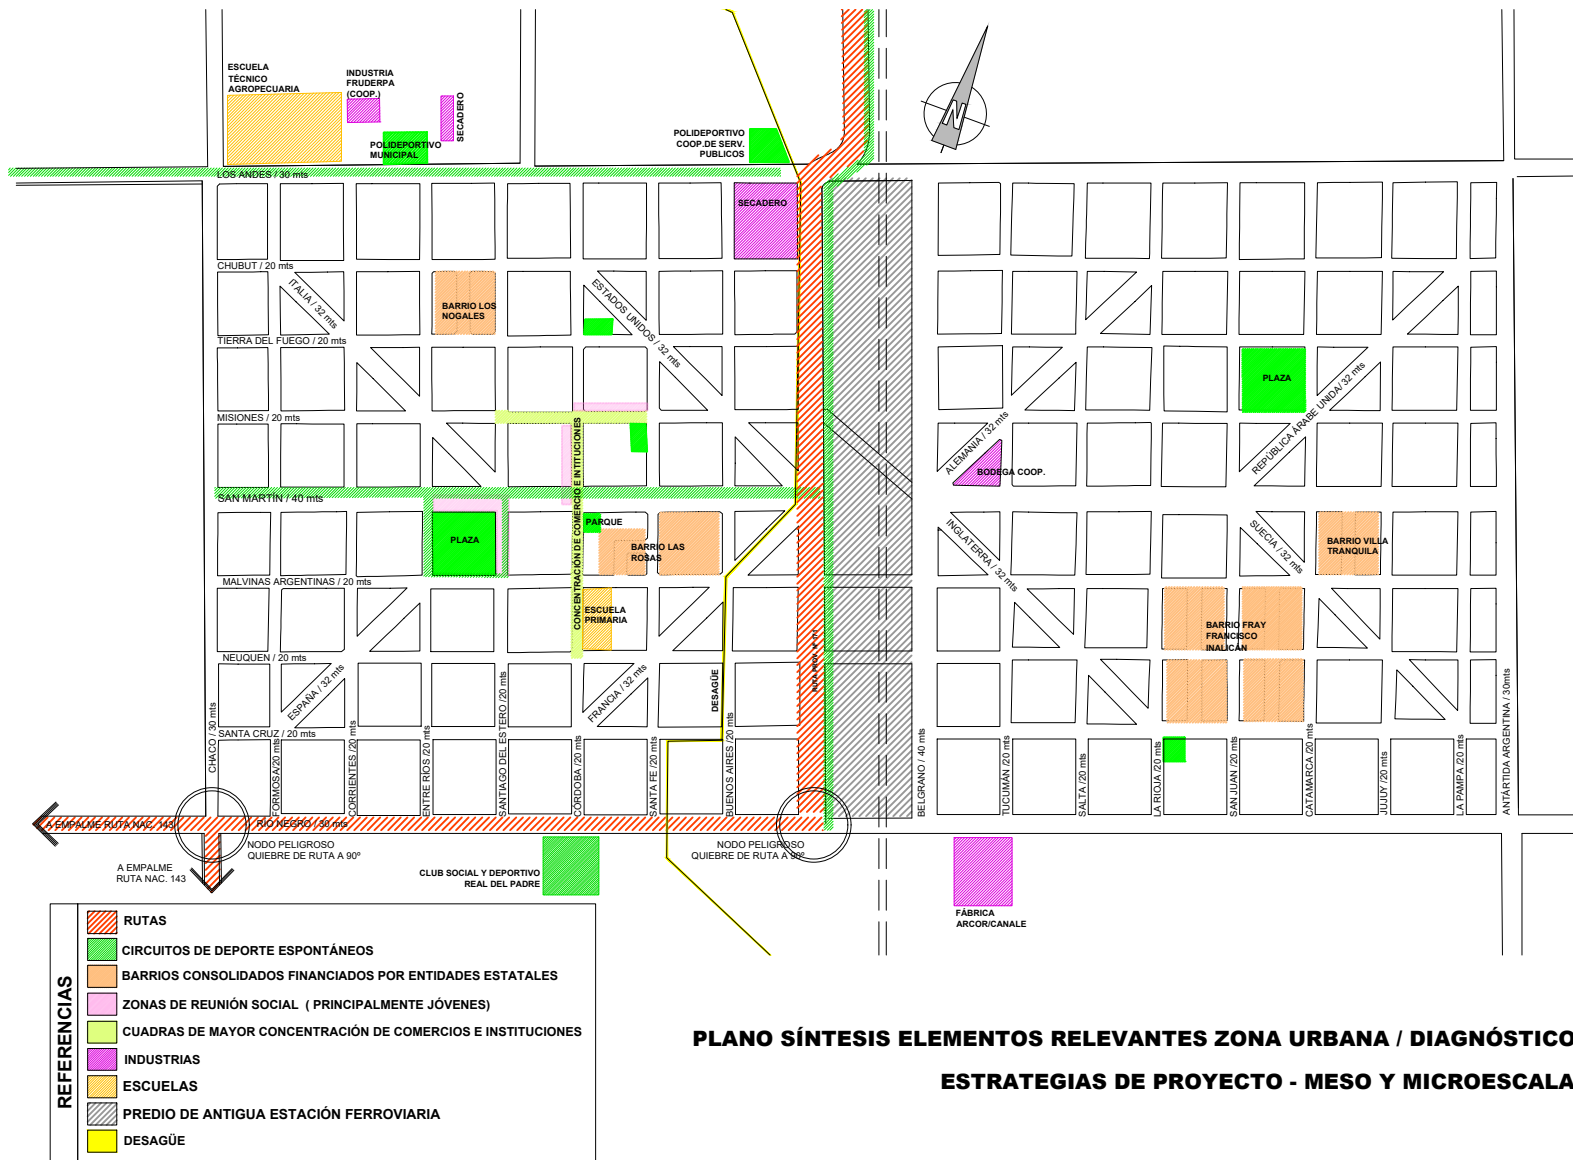 ESCUELA
TÉCNICO
AGROPECUARIA
INDUSTRIA
FRUDERPA
(COOP.)
SECADERO
POLIDEPORTIVO
MUNICIPAL
POLIDEPORTIVO
COOP.DE SERV.
PUBLICOS
N
LOS ANDES / 30 mts
SECADERO
CHUBUT / 20 mts
ITALIA / 32 mts
BARRIO LOS
NOGALES
ESTADOS UNIDOS / 32 mts
TIERRA DEL FUEGO / 20 mts
PLAZA
REPÚBLICA ÁRABE UNIDA/ 32 mts
MISIONES / 20 mts
CONCENTRACIÓN DE COMERCIO E INTITUCIONES
ALEMANIA / 32 mts
BODEGA COOP.
SAN MARTÍN / 40 mts
PLAZA
PARQUE
BARRIO LAS
ROSAS
INGLATERRA / 32 mts
SUECIA / 32 mts
BARRIO VILLA
TRANQUILA
MALVINAS ARGENTINAS / 20 mts
ESCUELA
PRIMARIA
BARRIO FRAY
FRANCISCO
INALICÁN
RUTA PROV. Nº 171
NEUQUEN / 20 mts
ESPAÑA / 32 mts
FRANCIA / 32 mts
DESAGÜE
SANTA CRUZ / 20 mts
CHACO / 30 mts
FORMOSA/20 mts
CORRIENTES /20 mts
ENTRE RÍOS /20 mts
SANTIAGO DEL ESTERO /20 mts
CÓRDOBA /20 mts
SANTA FE /20 mts
BUENOS AIRES /20 mts
BELGRANO / 40 mts
TUCUMÁN /20 mts
SALTA /20 mts
LA RIOJA /20 mts
SAN JUAN /20 mts
CATAMARCA /20 mts
JUJUY /20 mts
LA PAMPA /20 mts
ANTÁRTIDA ARGENTINA / 30mts
A EMPALME RUTA NAC. 143
RÍO NEGRO / 30 mts
NODO PELIGROSO
QUIEBRE DE RUTA A 90º
NODO PELIGROSO
QUIEBRE DE RUTA A 90º
A EMPALME
RUTA NAC. 143
CLUB SOCIAL Y DEPORTIVO
REAL DEL PADRE
FÁBRICA
ARCOR/CANALE
REFERENCIAS
RUTAS
CIRCUITOS DE DEPORTE ESPONTÁNEOS
BARRIOS CONSOLIDADOS FINANCIADOS POR ENTIDADES ESTATALES
ZONAS DE REUNIÓN SOCIAL ( PRINCIPALMENTE JÓVENES)
CUADRAS DE MAYOR CONCENTRACIÓN DE COMERCIOS E INSTITUCIONES
INDUSTRIAS
ESCUELAS
PREDIO DE ANTIGUA ESTACIÓN FERROVIARIA
DESAGÜE
PLANO SÍNTESIS ELEMENTOS RELEVANTES ZONA URBANA / DIAGNÓSTICO
ESTRATEGIAS DE PROYECTO - MESO Y MICROESCALA